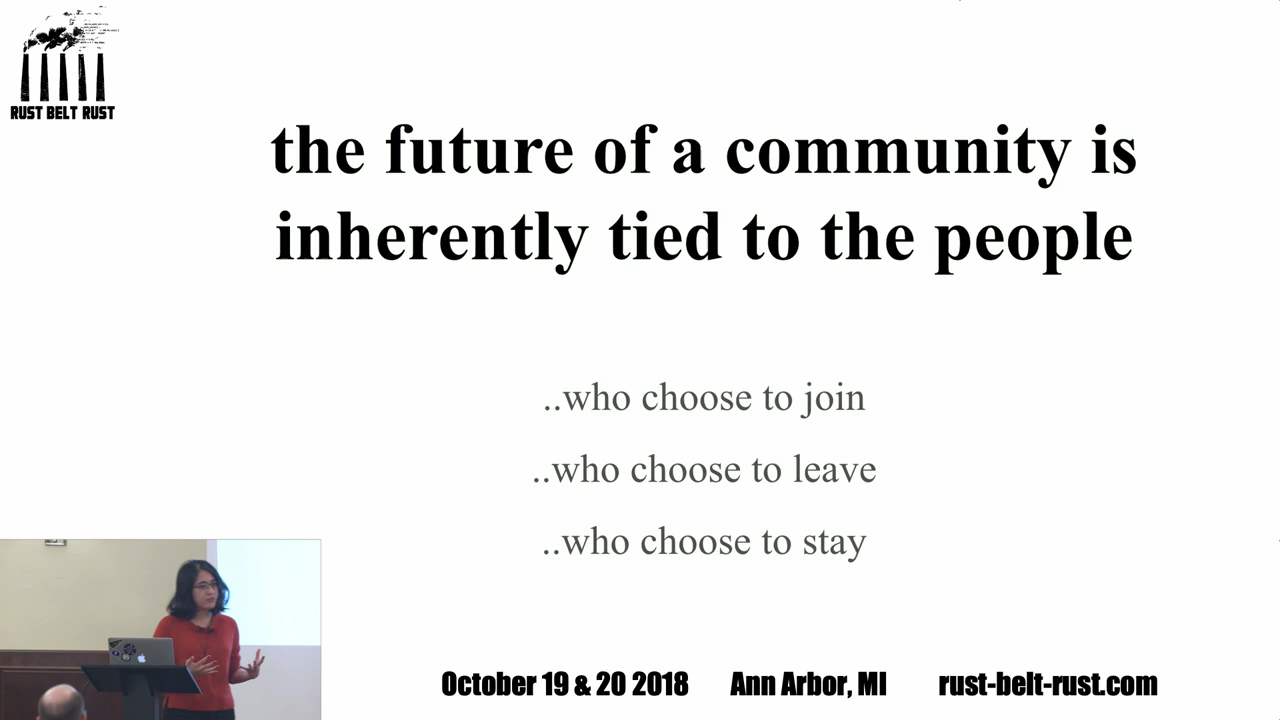 RUST BELT RUST
the future of a community is
inherently tied to the people
..who choose to join
..who choose to leave
..who choose to stay
October 19 & 20 2018 Ann Arbor, MI rust-belt-rust.com